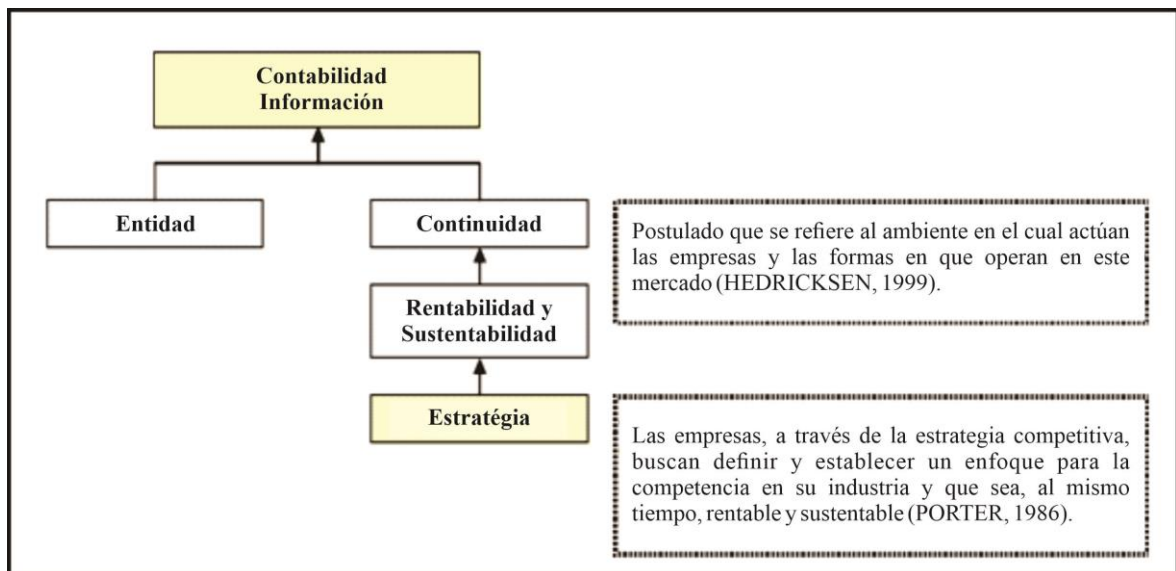 Contabilidad
Información
Entidad
Continuidad
Postulado que se refiere al ambiente en el cual actúan
las empresas y las formas en que operan en este
mercado (HEDRICKSEN, 1999).
Rentabilidad y
Sustentabilidad
Estratégia
Las empresas, a través de la estrategia competitiva,
buscan definir y establecer un enfoque para la
competencia en su industria y que sea, al mismo
tiempo, rentable y sustentable (PORTER, 1986).